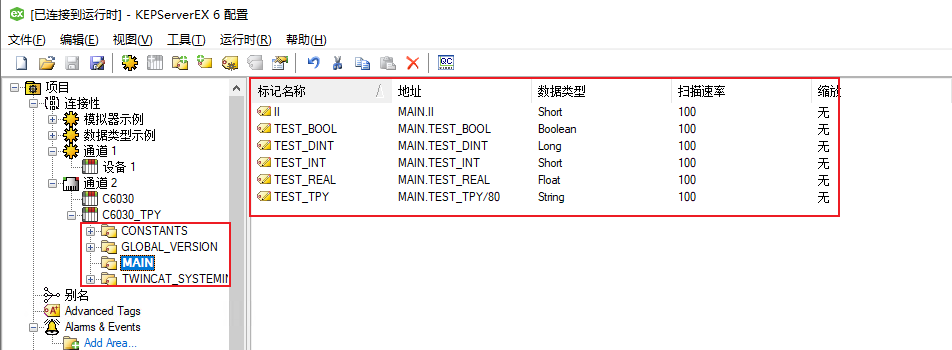 [已连接到运行时] - KEPServerEX 6 配置
文件(F) 编辑(E) 视图(V) 工具(T) 运行时(R) 帮助(H)
QC
项目
连接性
模拟器示例
数据类型示例
通道 1
设备 1
通道 2
C6030
C6030_TPY
CONSTANTS
GLOBAL_VERSION
MAIN
TWINCAT_SYSTEMIN
别名
Advanced Tags
Alarms & Events
Add Area...
标记名称 / 地址 数据类型 扫描速率 缩放
II MAIN.II Short 100 无
TEST_BOOL MAIN.TEST_BOOL Boolean 100 无
TEST_DINT MAIN.TEST_DINT Long 100 无
TEST_INT MAIN.TEST_INT Short 100 无
TEST_REAL MAIN.TEST_REAL Float 100 无
TEST_TPY MAIN.TEST_TPY/80 String 100 无